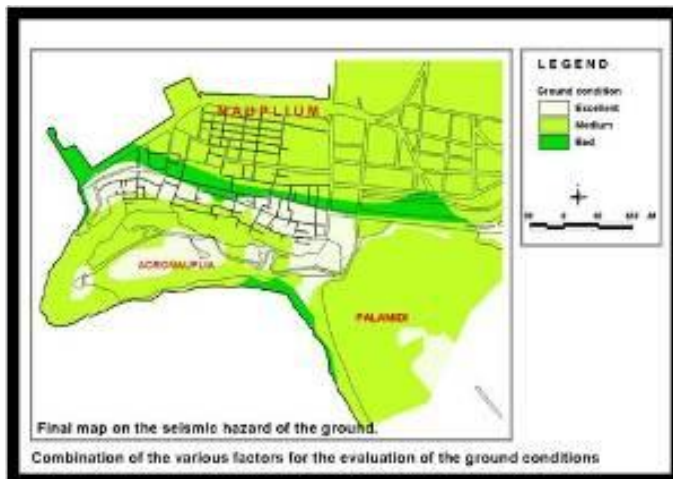 LEGEND
Ground condition
Excellent
Medium
Bad
NAUPLIUM
ACRONAUPLIA
PALAMIDI
Final map on the seismic hazard of the ground.
Combination of the various factors for the evaluation of the ground conditions